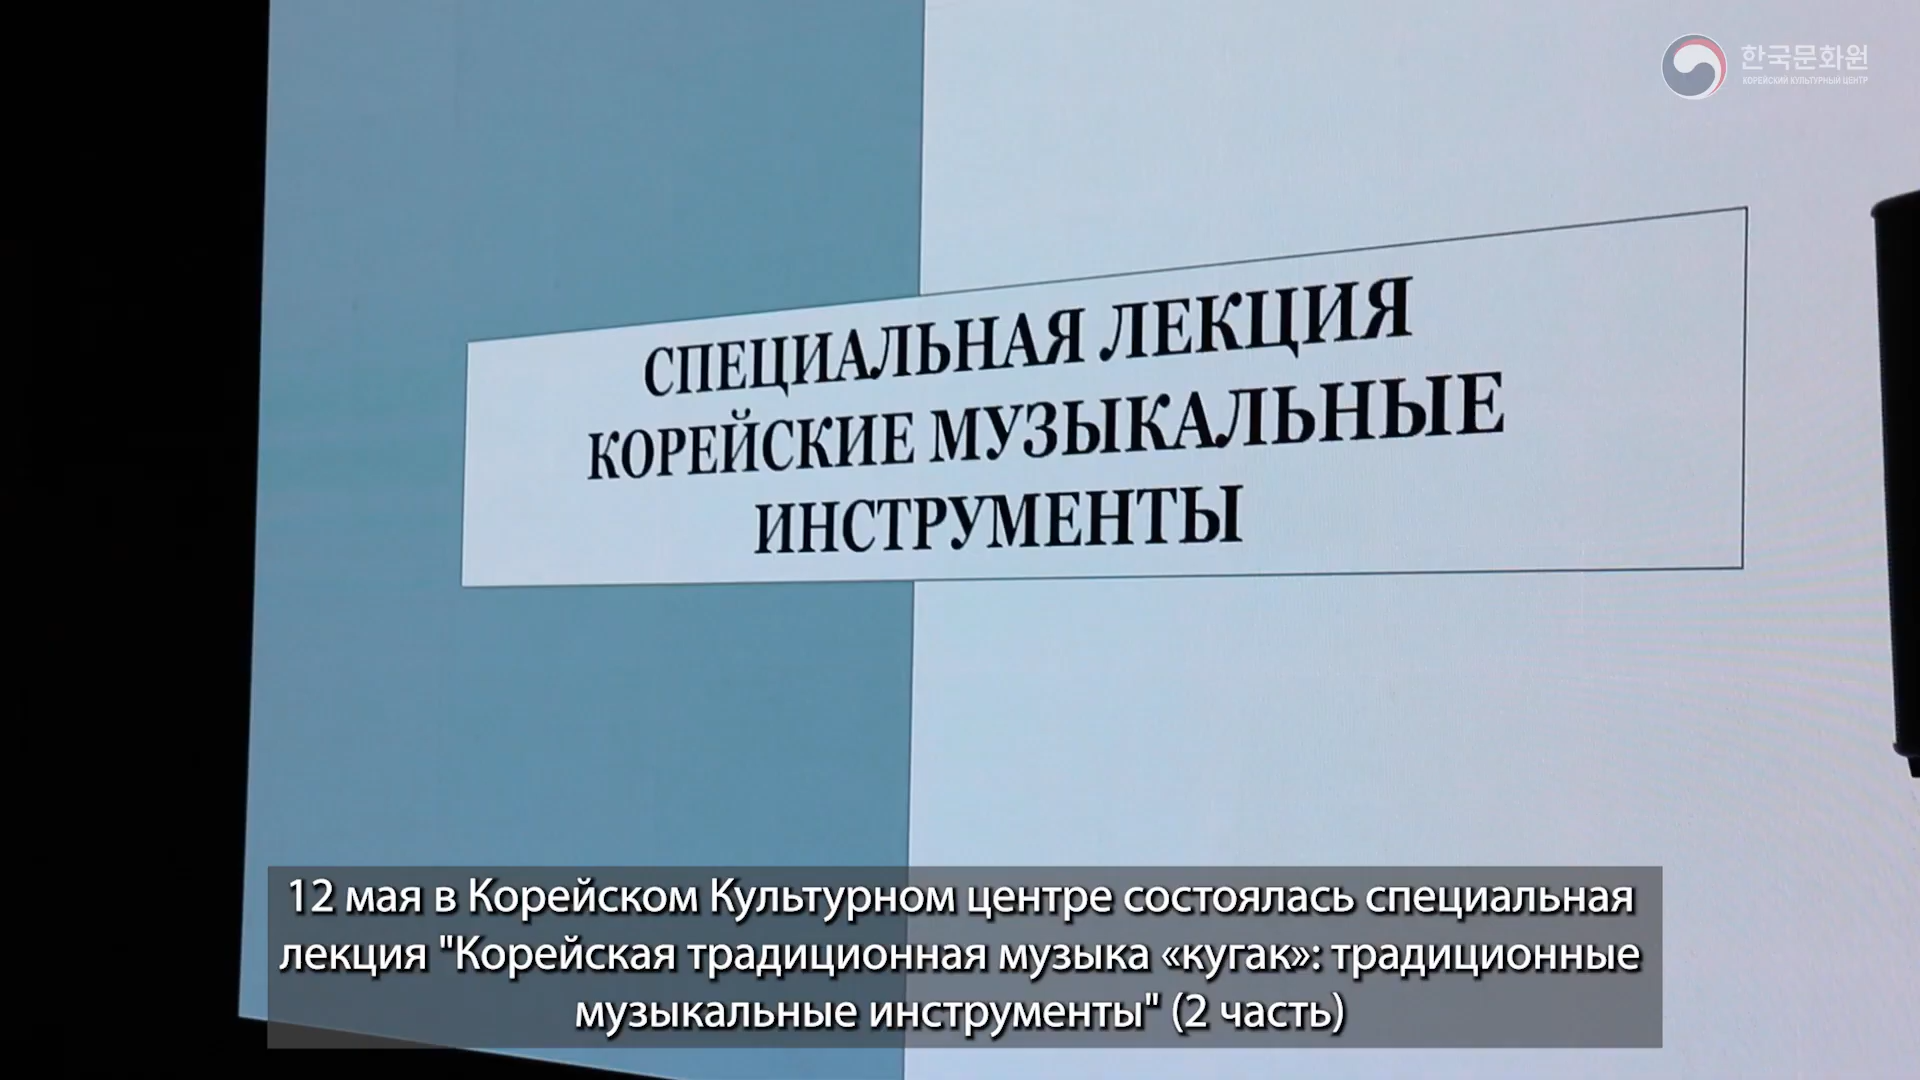 한국문화원
КОРЕЙСКИЙ КУЛЬТУРНЫЙ ЦЕНТР
СПЕЦИАЛЬНАЯ ЛЕКЦИЯ
КОРЕЙСКИЕ МУЗЫКАЛЬНЫЕ
ИНСТРУМЕНТЫ
12 мая в Корейском Культурном центре состоялась специальная
лекция "Корейская традиционная музыка «кугак»: традиционные
музыкальные инструменты" (2 часть)